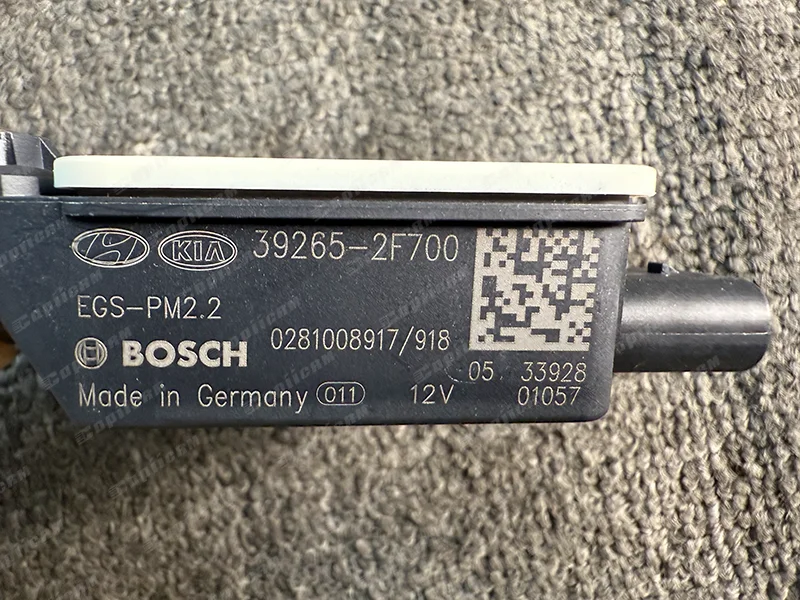 KIA 39265-2F700
EGS-PM2.2
BOSCH 0281008917/918
05 33928
Made in Germany 011 12V 01057